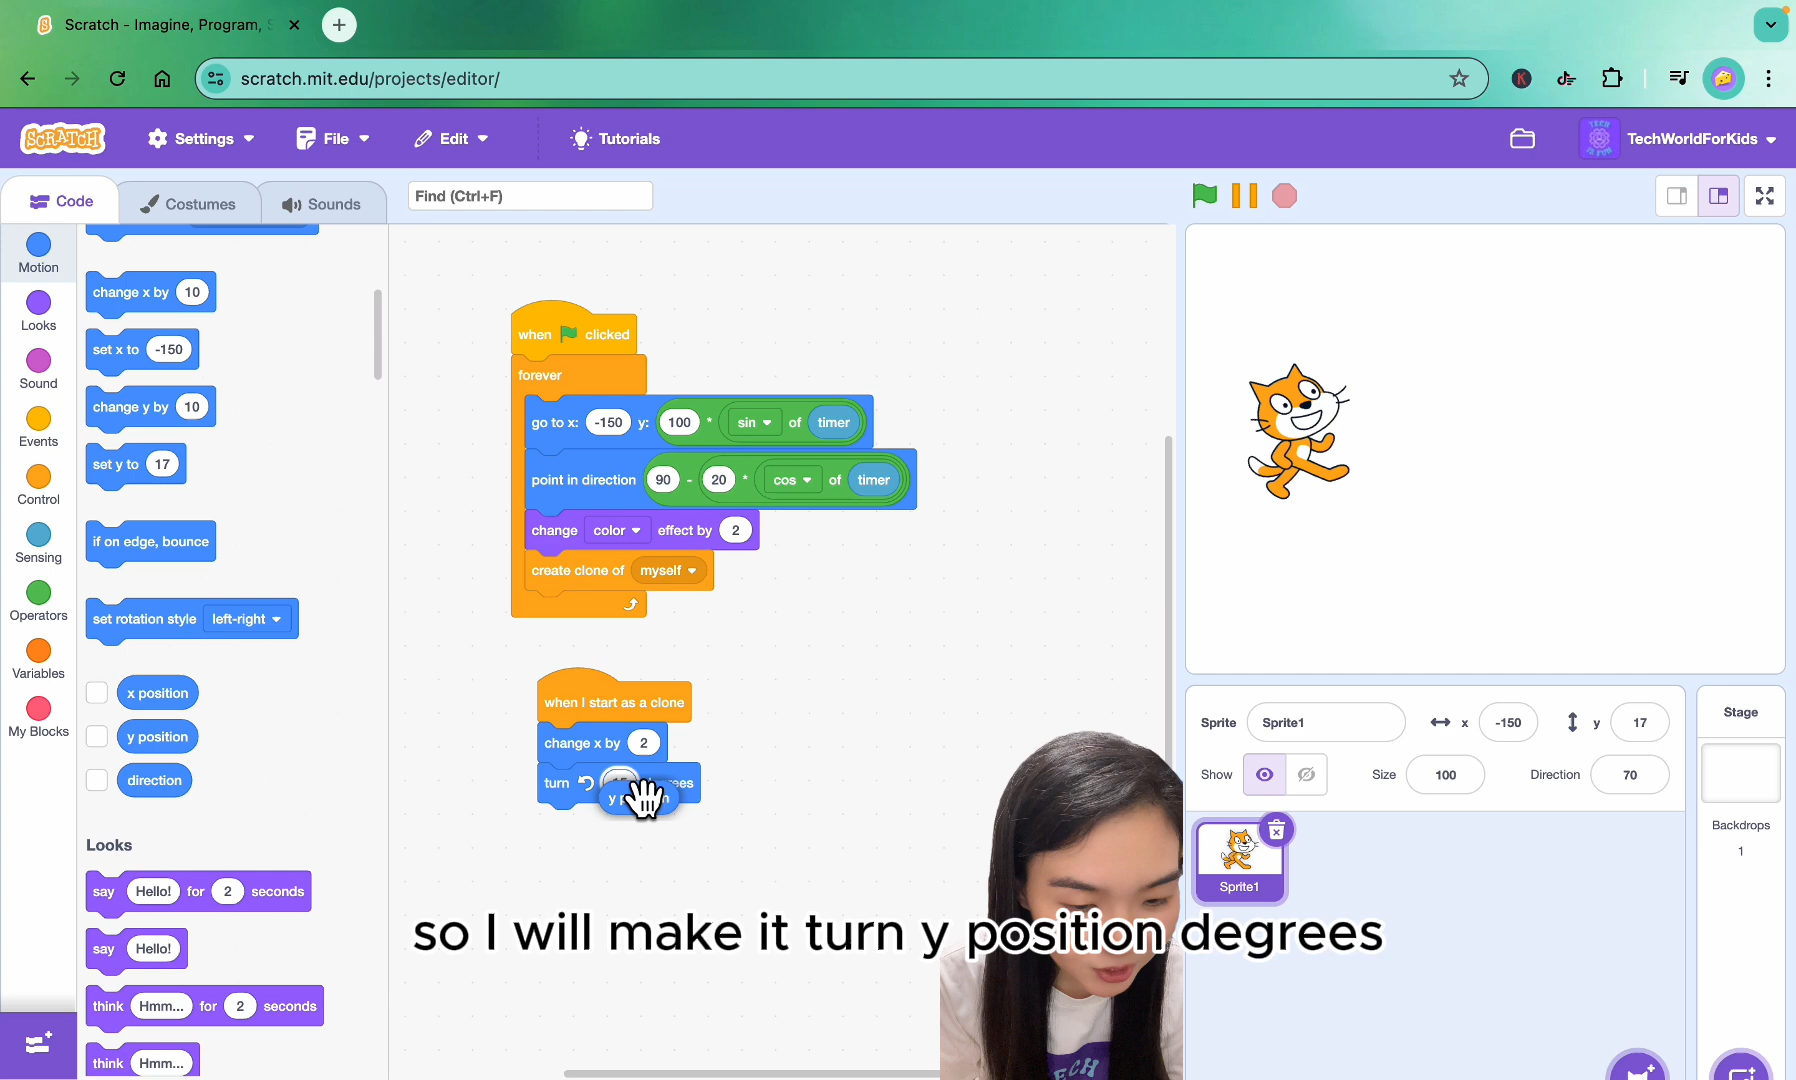 Scratch - Imagine, Program,
scratch.mit.edu/projects/editor/
K
SCRATCH
Settings
File
Edit
Tutorials
TECH
TechWorldForKids
Code
Costumes
Sounds
Find (Ctrl+F)
Motion
Looks
Sound
Events
Control
Sensing
Operators
Variables
My Blocks
change x by 10
set x to -150
change y by 10
set y to 17
if on edge, bounce
set rotation style left-right
x position
y position
direction
Looks
say Hello! for 2 seconds
say Hello!
think Hmm... for 2 seconds
think Hmm...
when clicked
forever
go to x: -150 y: 100 * sin of timer
point in direction 90 - 20 * cos of timer
change color effect by 2
create clone of myself
when I start as a clone
change x by 2
turn
so I will make it turn y position degrees
Sprite Sprite1 x -150 y 17
Show Size 100 Direction 70
Sprite1
Stage
Backdrops
1